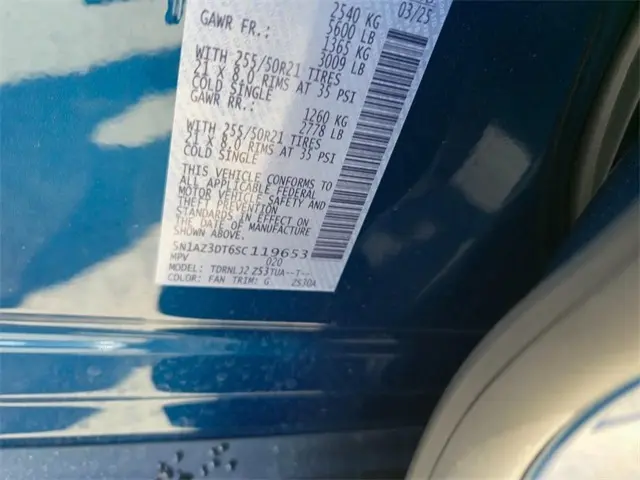 03/25
2540 KG
GAWR FR.: 5600 LB
1365 KG
3009 LB
WITH 255/50R21 TIRES
21 X 8.0 RIMS AT 35 PSI
COLD SINGLE
GAWR RR.: 1260 KG
2778 LB
WITH 255/50R21 TIRES
21 X 8.0 RIMS AT 35 PSI
COLD SINGLE
THIS VEHICLE CONFORMS TO
ALL APPLICABLE FEDERAL
MOTOR VEHICLE SAFETY AND
THEFT PREVENTION
STANDARDS IN EFFECT ON
THE DATE OF MANUFACTURE
SHOWN ABOVE.
5N1AZ3DT6SC119653
MPV 020
MODEL: TDRNLJ2 Z53TUA--T--
COLOR: FAN TRIM: G Z530A